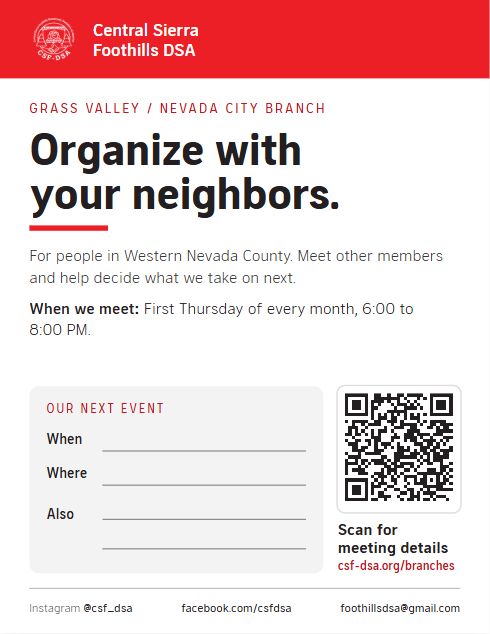 CSF-DSA
Central Sierra
Foothills DSA
GRASS VALLEY / NEVADA CITY BRANCH
Organize with
your neighbors.
For people in Western Nevada County. Meet other members
and help decide what we take on next.
When we meet: First Thursday of every month, 6:00 to
8:00 PM.
OUR NEXT EVENT
When
Where
Also
Scan for
meeting details
csf-dsa.org/branches
Instagram @csf_dsa facebook.com/csfdsa foothillsdsa@gmail.com